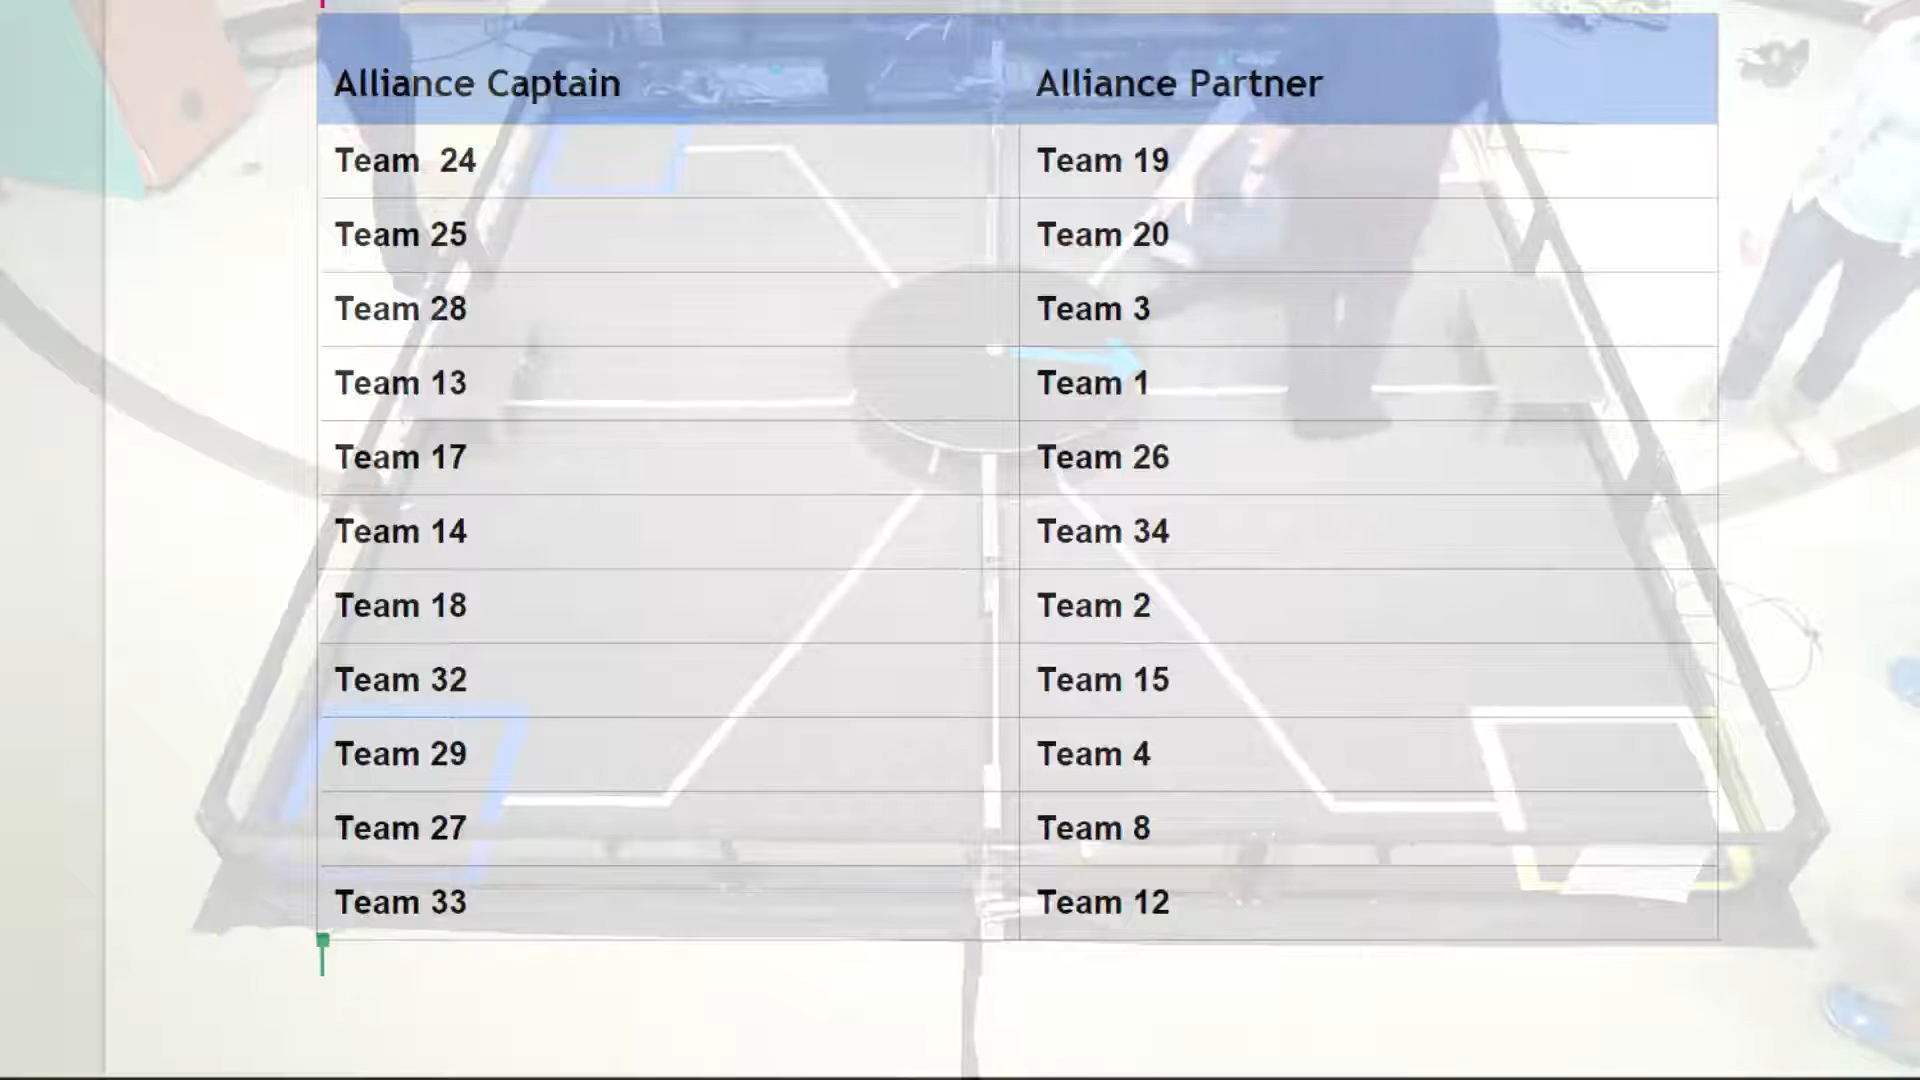 Alliance Captain Alliance Partner
Team 24 Team 19
Team 25 Team 20
Team 28 Team 3
Team 13 Team 1
Team 17 Team 26
Team 14 Team 34
Team 18 Team 2
Team 32 Team 15
Team 29 Team 4
Team 27 Team 8
Team 33 Team 12